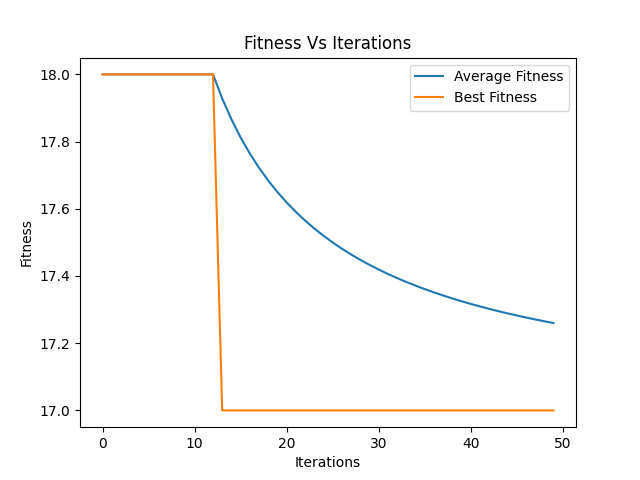 Fitness Vs Iterations
Average Fitness
Best Fitness
18.0
17.8
17.6
17.4
17.2
17.0
Fitness
0 10 20 30 40 50
Iterations